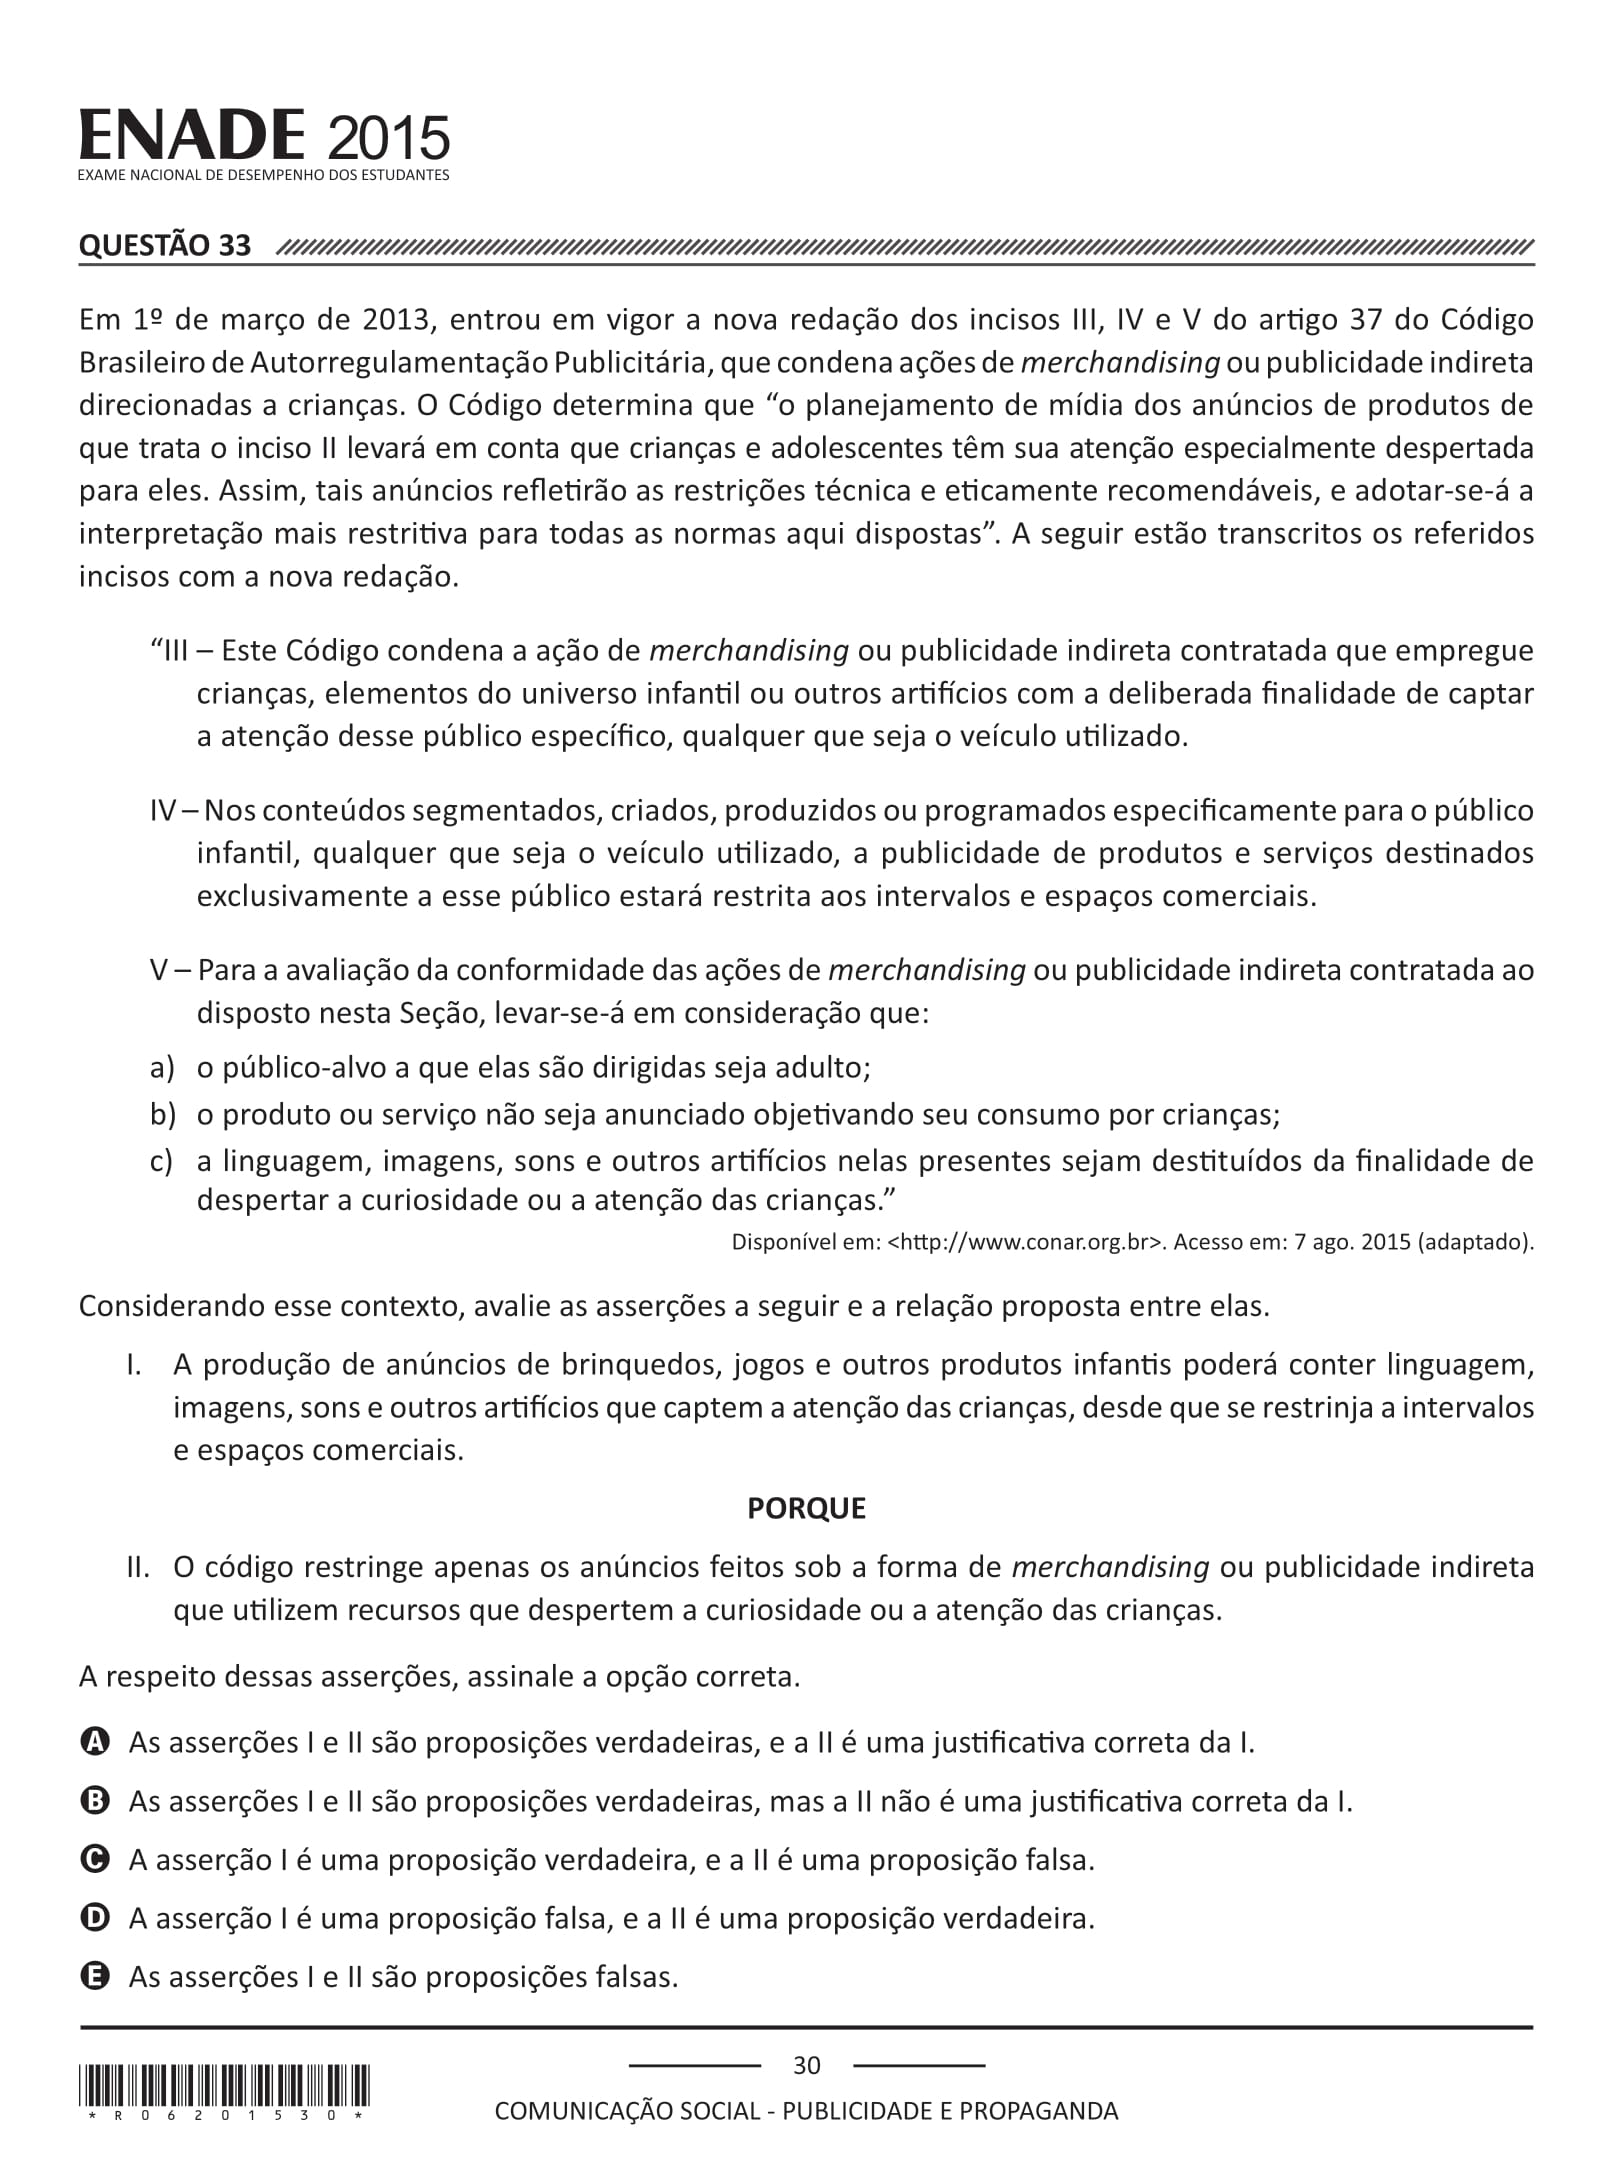 ENADE 2015
EXAME NACIONAL DE DESEMPENHO DOS ESTUDANTES
QUESTÃO 33
Em 1º de março de 2013, entrou em vigor a nova redação dos incisos III, IV e V do artigo 37 do Código
Brasileiro de Autorregulamentação Publicitária, que condena ações de merchandising ou publicidade indireta
direcionadas a crianças. O Código determina que “o planejamento de mídia dos anúncios de produtos de
que trata o inciso II levará em conta que crianças e adolescentes têm sua atenção especialmente despertada
para eles. Assim, tais anúncios refletirão as restrições técnica e eticamente recomendáveis, e adotar-se-á a
interpretação mais restritiva para todas as normas aqui dispostas”. A seguir estão transcritos os referidos
incisos com a nova redação.
“III – Este Código condena a ação de merchandising ou publicidade indireta contratada que empregue
crianças, elementos do universo infantil ou outros artifícios com a deliberada finalidade de captar
a atenção desse público específico, qualquer que seja o veículo utilizado.
IV – Nos conteúdos segmentados, criados, produzidos ou programados especificamente para o público
infantil, qualquer que seja o veículo utilizado, a publicidade de produtos e serviços destinados
exclusivamente a esse público estará restrita aos intervalos e espaços comerciais.
V – Para a avaliação da conformidade das ações de merchandising ou publicidade indireta contratada ao
disposto nesta Seção, levar-se-á em consideração que:
a) o público-alvo a que elas são dirigidas seja adulto;
b) o produto ou serviço não seja anunciado objetivando seu consumo por crianças;
c) a linguagem, imagens, sons e outros artifícios nelas presentes sejam destituídos da finalidade de
despertar a curiosidade ou a atenção das crianças.”
Disponível em: <http://www.conar.org.br>. Acesso em: 7 ago. 2015 (adaptado).
Considerando esse contexto, avalie as asserções a seguir e a relação proposta entre elas.
I. A produção de anúncios de brinquedos, jogos e outros produtos infantis poderá conter linguagem,
imagens, sons e outros artifícios que captem a atenção das crianças, desde que se restrinja a intervalos
e espaços comerciais.
PORQUE
II. O código restringe apenas os anúncios feitos sob a forma de merchandising ou publicidade indireta
que utilizem recursos que despertem a curiosidade ou a atenção das crianças.
A respeito dessas asserções, assinale a opção correta.
A As asserções I e II são proposições verdadeiras, e a II é uma justificativa correta da I.
B As asserções I e II são proposições verdadeiras, mas a II não é uma justificativa correta da I.
C A asserção I é uma proposição verdadeira, e a II é uma proposição falsa.
D A asserção I é uma proposição falsa, e a II é uma proposição verdadeira.
E As asserções I e II são proposições falsas.
30
*R06201530*
COMUNICAÇÃO SOCIAL - PUBLICIDADE E PROPAGANDA